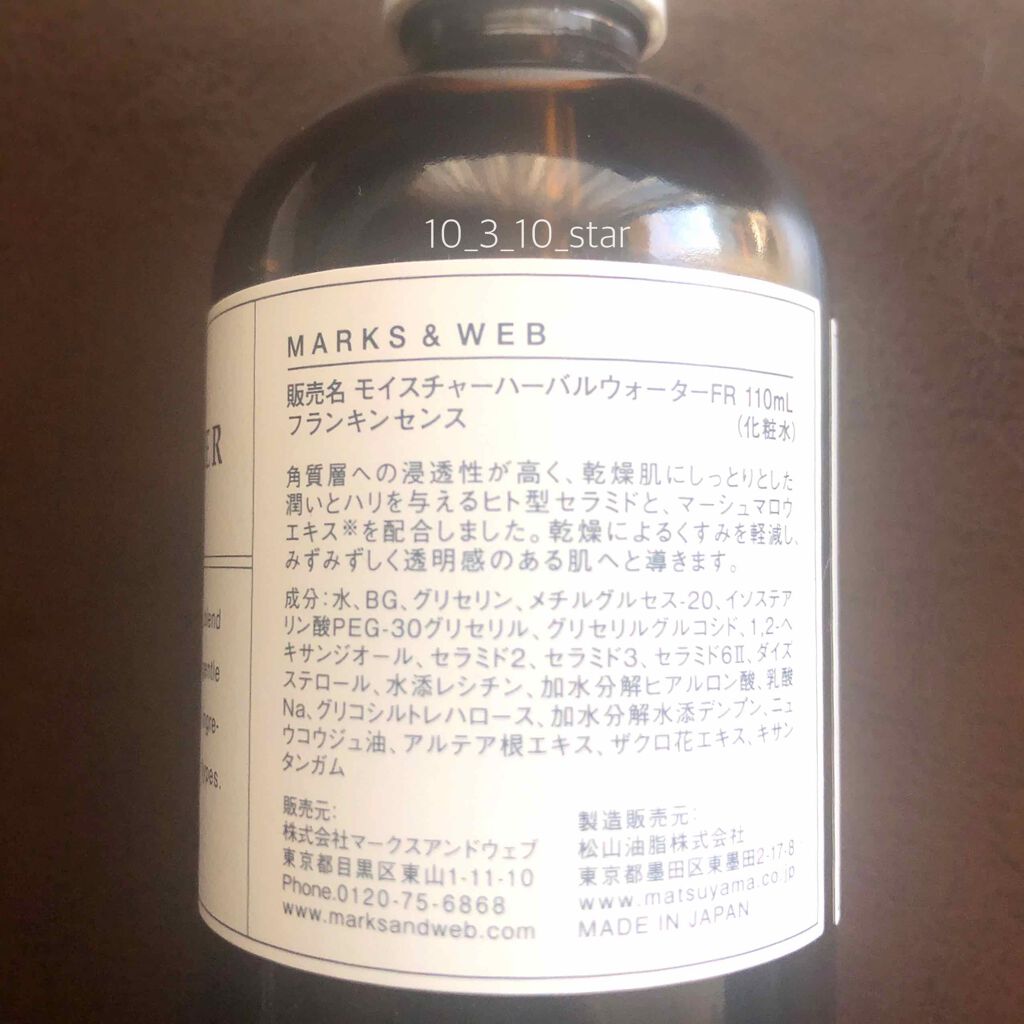 10_3_10_star
MARKS & WEB
販売名 モイスチャーハーバルウォーターFR 110mL
フランキンセンス (化粧水)
角質層への浸透性が高く、乾燥肌にしっとりとした
潤いとハリを与えるヒト型セラミドと、マーシュマロウ
エキス※を配合しました。乾燥によるくすみを軽減し、
みずみずしく透明感のある肌へと導きます。
成分:水、BG、グリセリン、メチルグルセス-20、イソステア
リン酸PEG-30グリセリル、グリセリルグルコシド、1,2-ヘ
キサンジオール、セラミド2、セラミド3、セラミド6Ⅱ、ダイズ
ステロール、水添レシチン、加水分解ヒアルロン酸、乳酸
Na、グリコシルトレハロース、加水分解水添デンプン、ニュ
ウコウジュ油、アルテア根エキス、ザクロ花エキス、キサン
タンガム
販売元:
株式会社マークスアンドウェブ
東京都目黒区東山1-11-10
Phone.0120-75-6868
www.marksandweb.com
製造販売元:
松山油脂株式会社
東京都墨田区東墨田2-17-8
www.matsuyama.co.jp
MADE IN JAPAN